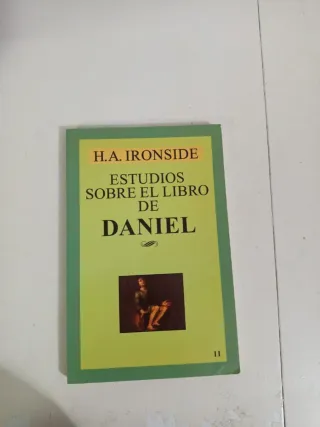 H.A. IRONSIDE
ESTUDIOS
SOBRE EL LIBRO
DE
DANIEL
11